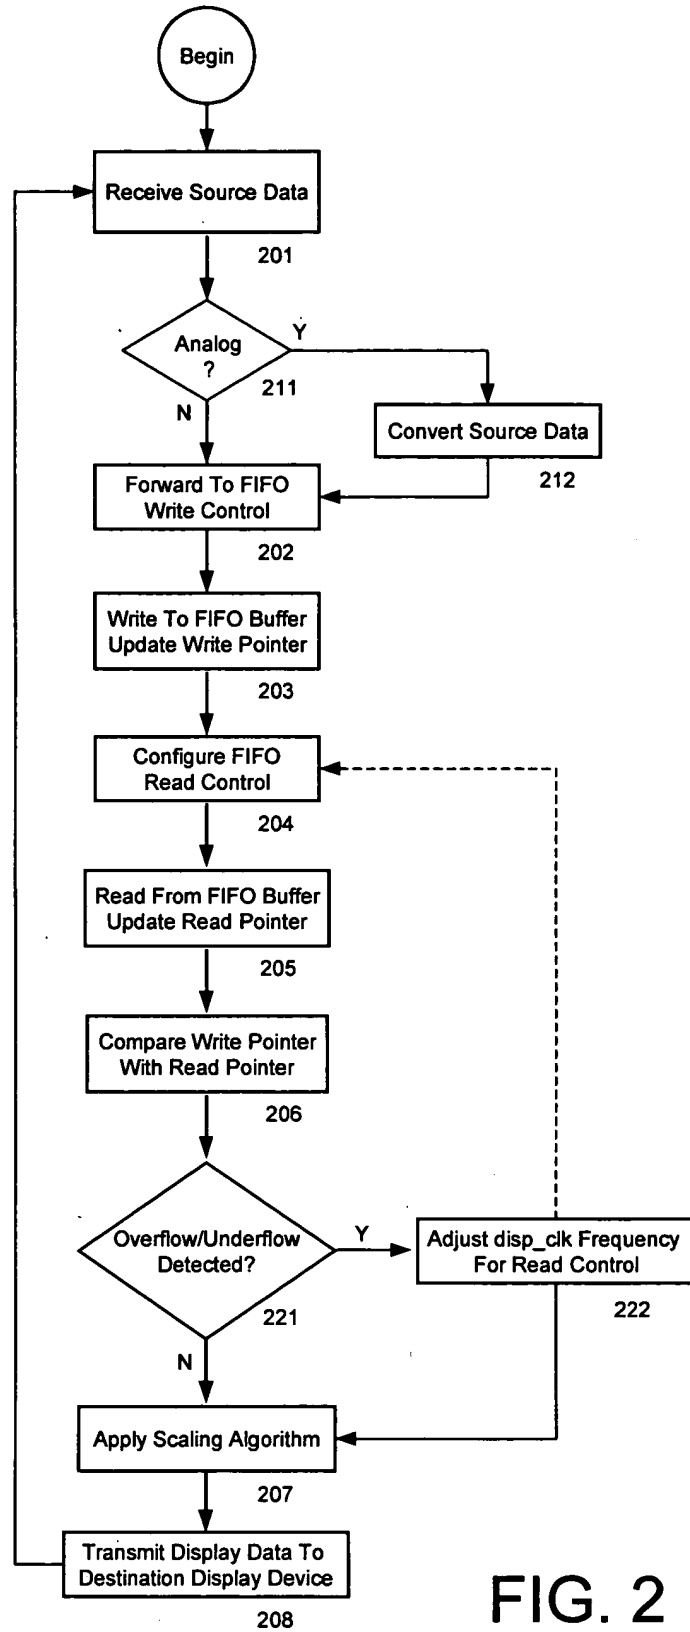 Begin
Receive Source Data
201
Analog
?
211
Y
N
Convert Source Data
212
Forward To FIFO
Write Control
202
Write To FIFO Buffer
Update Write Pointer
203
Configure FIFO
Read Control
204
Read From FIFO Buffer
Update Read Pointer
205
Compare Write Pointer
With Read Pointer
206
Overflow/Underflow
Detected?
221
Y
N
Adjust disp_clk Frequency
For Read Control
222
Apply Scaling Algorithm
207
Transmit Display Data To
Destination Display Device
208
FIG. 2